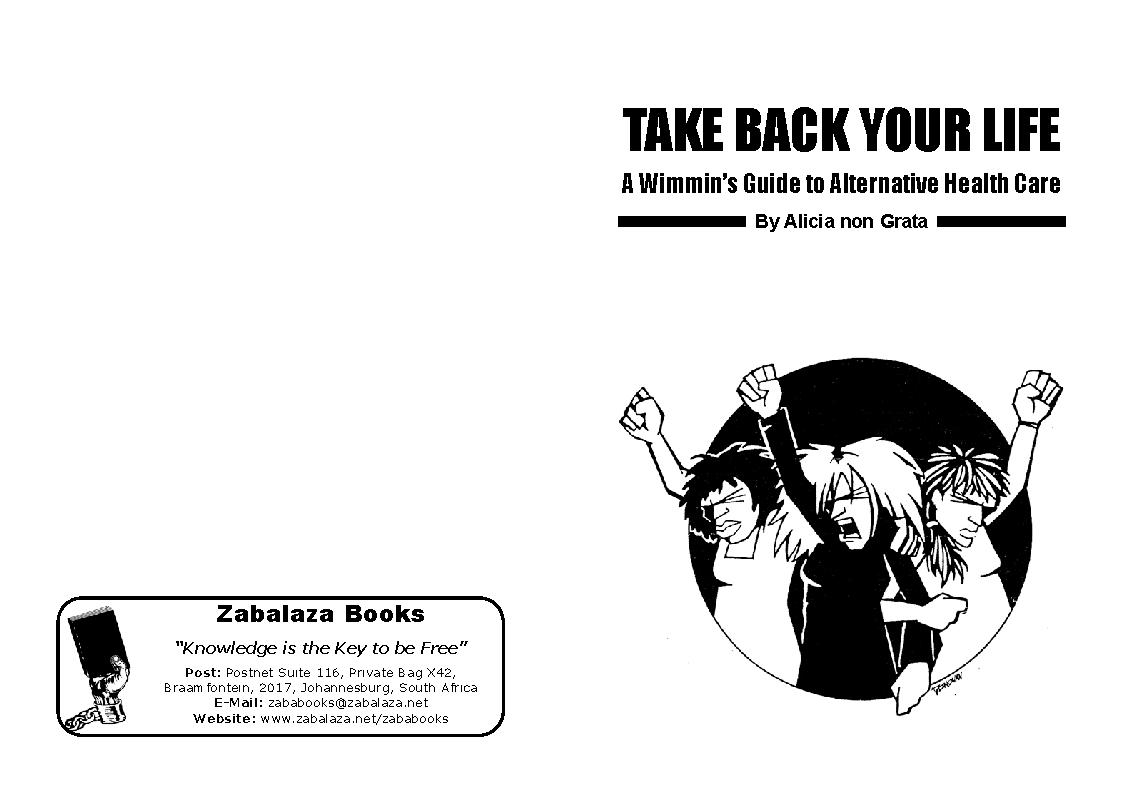 TAKE BACK YOUR LIFE
A Wimmin's Guide to Alternative Health Care
By Alicia non Grata
Zabalaza Books
“Knowledge is the Key to be Free”
Post: Postnet Suite 116, Private Bag X42,
Braamfontein, 2017, Johannesburg, South Africa
E-Mail: zababooks@zabalaza.net
Website: www.zabalaza.net/zababooks